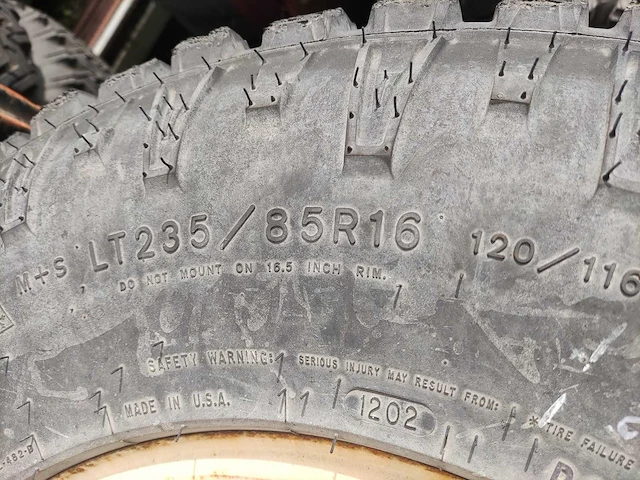 M+S LT235/85R16 120/116
DO NOT MOUNT ON 16.5 INCH RIM.
SAFETY WARNING: SERIOUS INJURY MAY RESULT FROM:
* TIRE FAILURE
MADE IN U.S.A. 1202